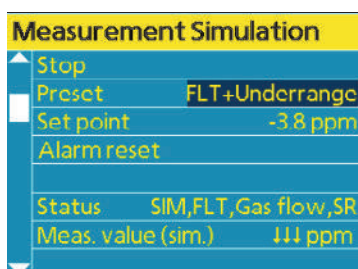 Measurement Simulation
Stop
Preset FLT+Underrange
Set point -3.8 ppm
Alarm reset
Status SIM,FLT,Gas flow,SR
Meas. value (sim.) ↓↓↓ ppm